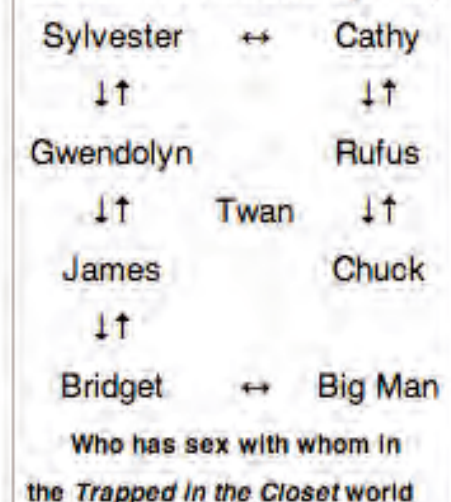 Sylvester ↔ Cathy
↓↑ ↓↑
Gwendolyn Rufus
↓↑ Twan ↓↑
James Chuck
↓↑
Bridget ↔ Big Man
Who has sex with whom in
the Trapped in the Closet world